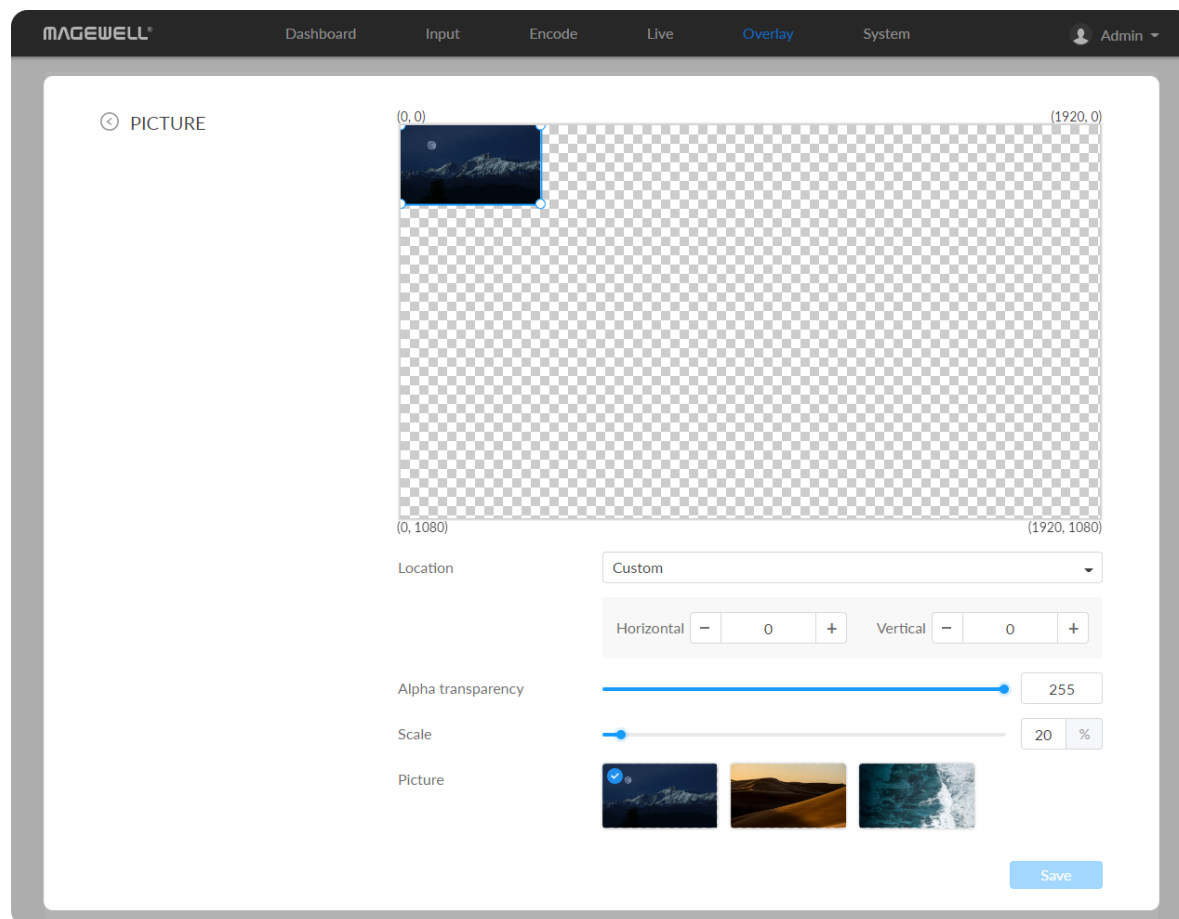 MAGEWELL® Dashboard Input Encode Live Overlay System Admin
PICTURE
(0, 0) (1920, 0)
(0, 1080) (1920, 1080)
Location Custom
Horizontal − 0 + Vertical − 0 +
Alpha transparency 255
Scale 20 %
Picture
Save